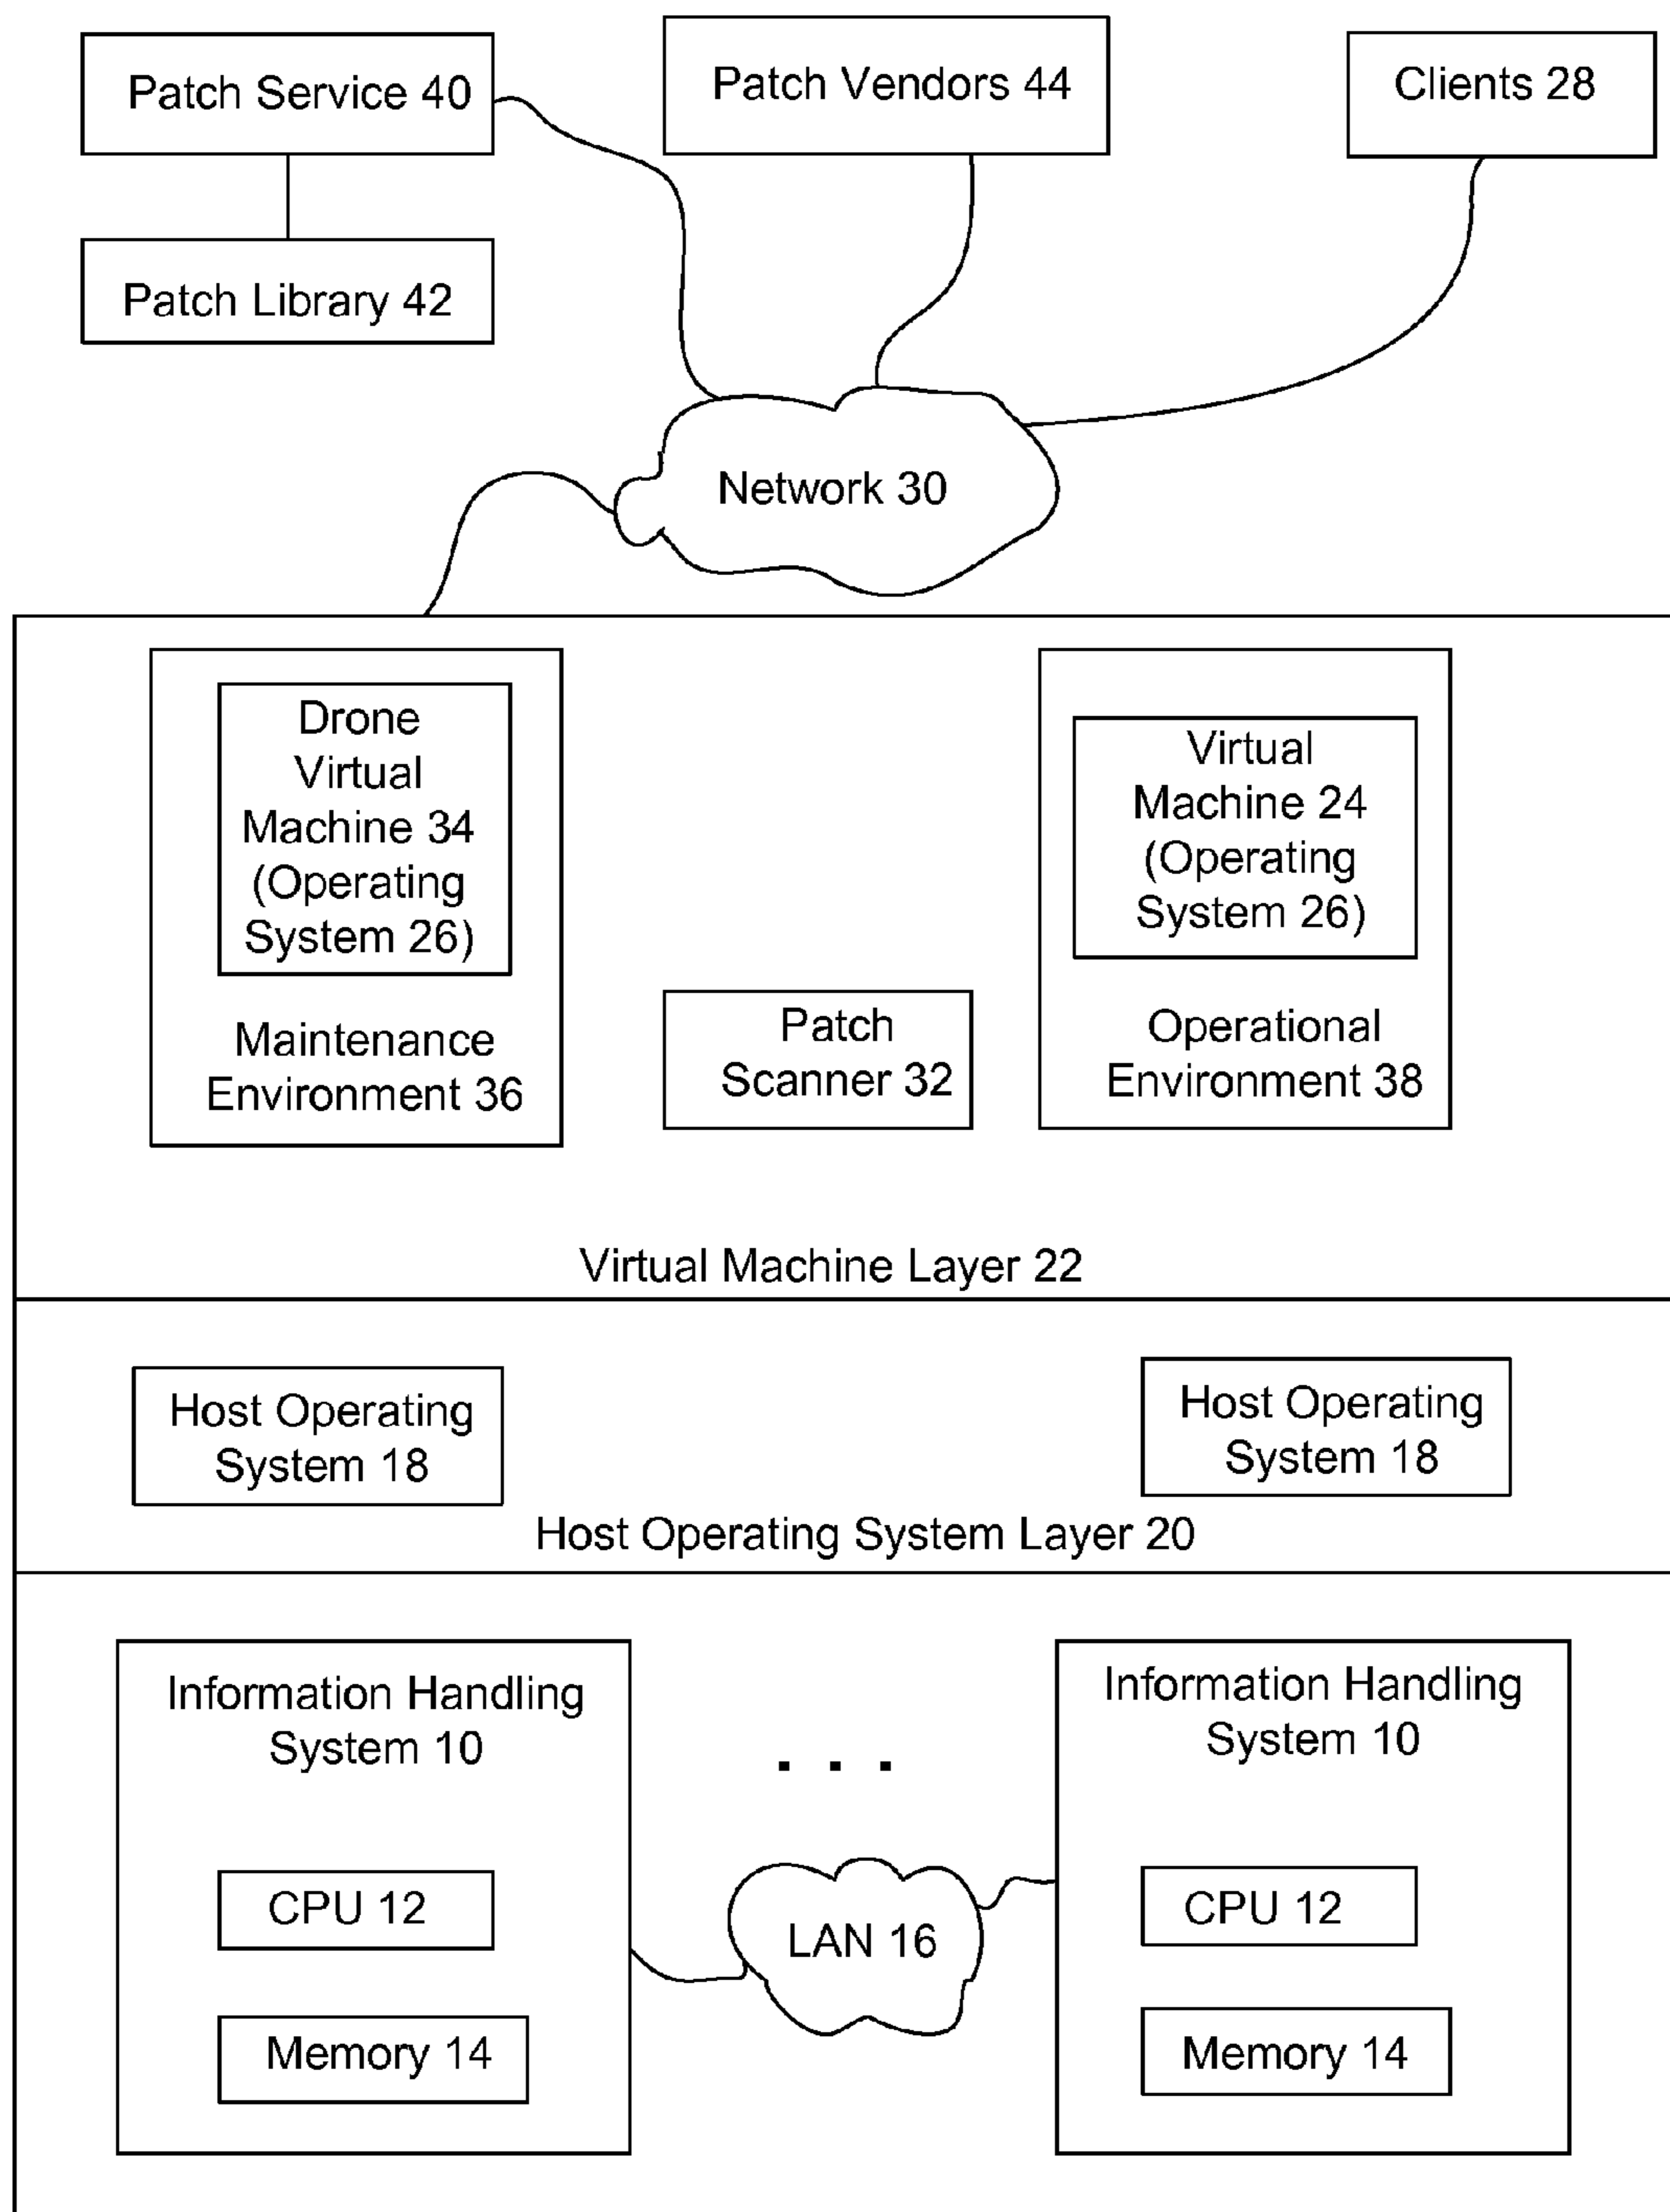 Patch Service 40
Patch Vendors 44
Clients 28
Patch Library 42
Network 30
Drone
Virtual
Machine 34
(Operating
System 26)
Maintenance
Environment 36
Patch
Scanner 32
Virtual
Machine 24
(Operating
System 26)
Operational
Environment 38
Virtual Machine Layer 22
Host Operating
System 18
Host Operating
System 18
Host Operating System Layer 20
Information Handling
System 10
CPU 12
Memory 14
. . .
LAN 16
Information Handling
System 10
CPU 12
Memory 14